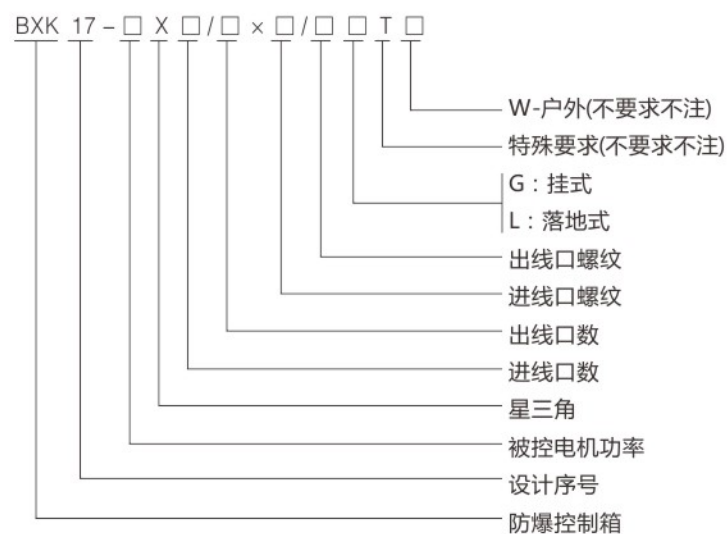 BXK 17-□X□/□×□/□□T□
W-户外(不要求不注)
特殊要求(不要求不注)
G：挂式
L：落地式
出线口螺纹
进线口螺纹
出线口数
进线口数
星三角
被控电机功率
设计序号
防爆控制箱